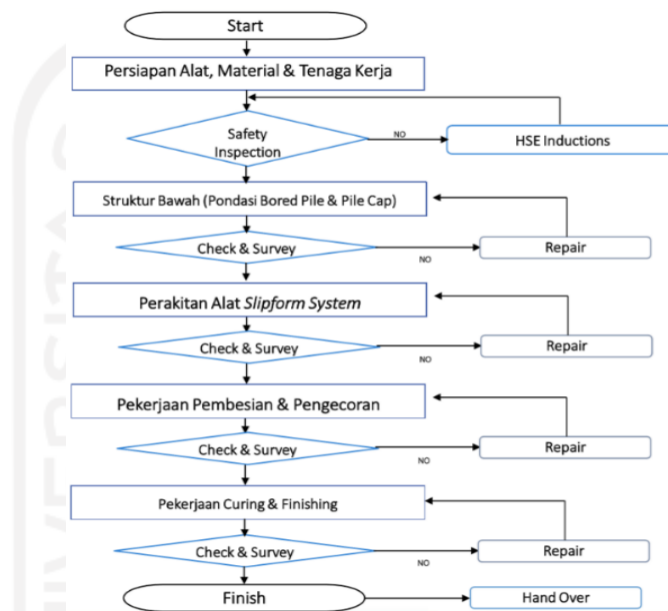 Start
Persiapan Alat, Material & Tenaga Kerja
Safety
Inspection
NO
HSE Inductions
Struktur Bawah (Pondasi Bored Pile & Pile Cap)
Check & Survey
NO
Repair
Perakitan Alat Slipform System
Check & Survey
NO
Repair
Pekerjaan Pembesian & Pengecoran
Check & Survey
NO
Repair
Pekerjaan Curing & Finishing
Check & Survey
NO
Repair
Finish
Hand Over